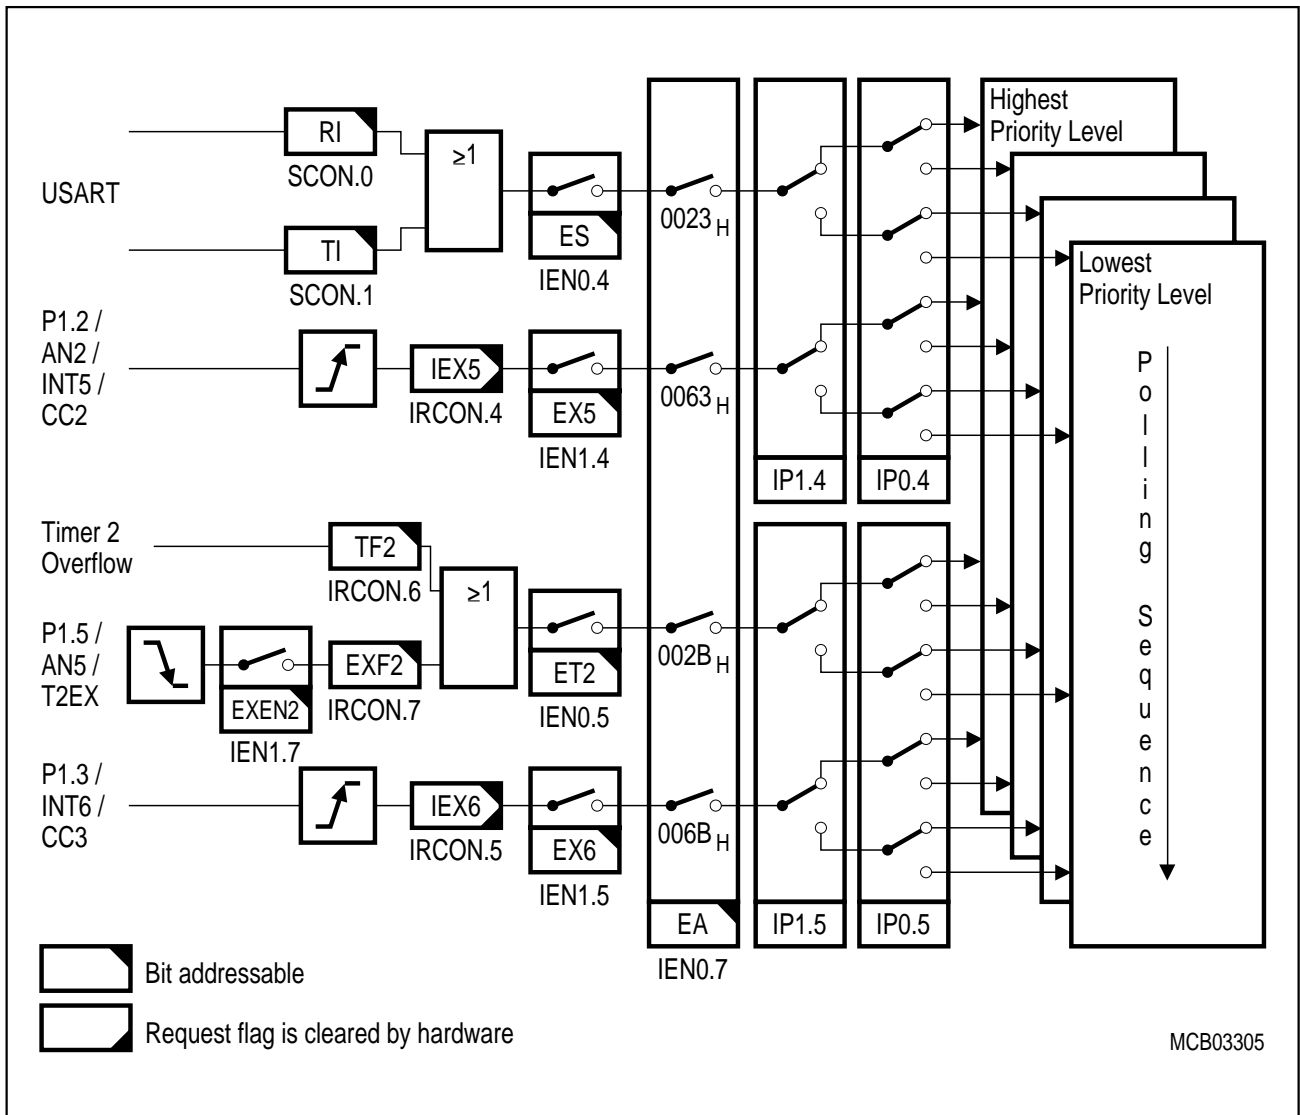 Highest
Priority Level
RI
SCON.0
≥1
USART
ES
IEN0.4
0023 H
TI
SCON.1
Lowest
Priority Level
P1.2 /
AN2 /
INT5 /
CC2
IEX5
IRCON.4
EX5
IEN1.4
0063 H
IP1.4
IP0.4
Polling Sequence
Timer 2
Overflow
TF2
IRCON.6
≥1
P1.5 /
AN5 /
T2EX
EXEN2
IEN1.7
EXF2
IRCON.7
ET2
IEN0.5
002B H
P1.3 /
INT6 /
CC3
IEX6
IRCON.5
EX6
IEN1.5
006B H
EA
IEN0.7
IP1.5
IP0.5
Bit addressable
Request flag is cleared by hardware
MCB03305